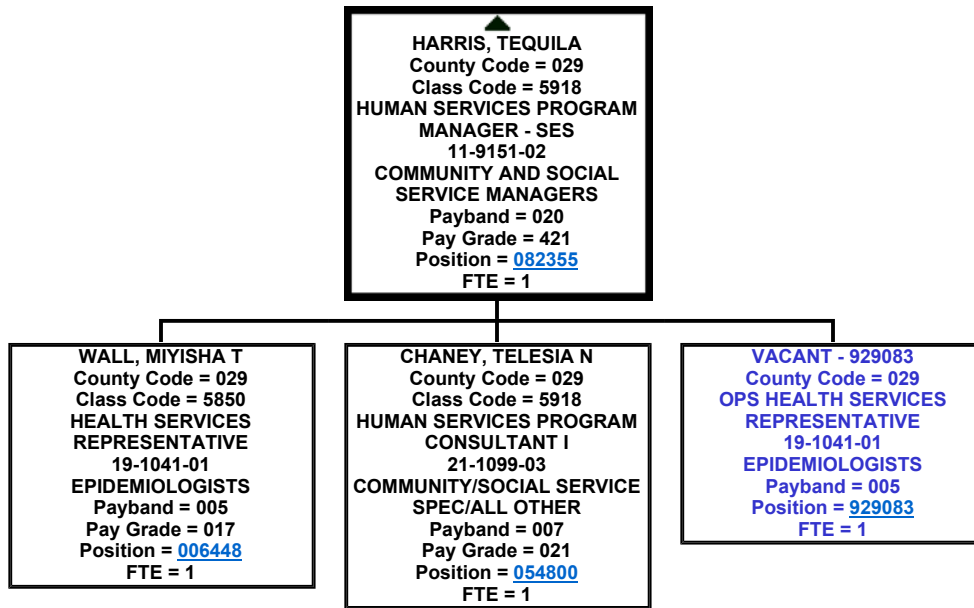 HARRIS, TEQUILA
County Code = 029
Class Code = 5918
HUMAN SERVICES PROGRAM
MANAGER - SES
11-9151-02
COMMUNITY AND SOCIAL
SERVICE MANAGERS
Payband = 020
Pay Grade = 421
Position = 082355
FTE = 1
WALL, MIYISHA T
County Code = 029
Class Code = 5850
HEALTH SERVICES
REPRESENTATIVE
19-1041-01
EPIDEMIOLOGISTS
Payband = 005
Pay Grade = 017
Position = 006448
FTE = 1
CHANEY, TELESIA N
County Code = 029
Class Code = 5918
HUMAN SERVICES PROGRAM
CONSULTANT I
21-1099-03
COMMUNITY/SOCIAL SERVICE
SPEC/ALL OTHER
Payband = 007
Pay Grade = 021
Position = 054800
FTE = 1
VACANT - 929083
County Code = 029
OPS HEALTH SERVICES
REPRESENTATIVE
19-1041-01
EPIDEMIOLOGISTS
Payband = 005
Position = 929083
FTE = 1